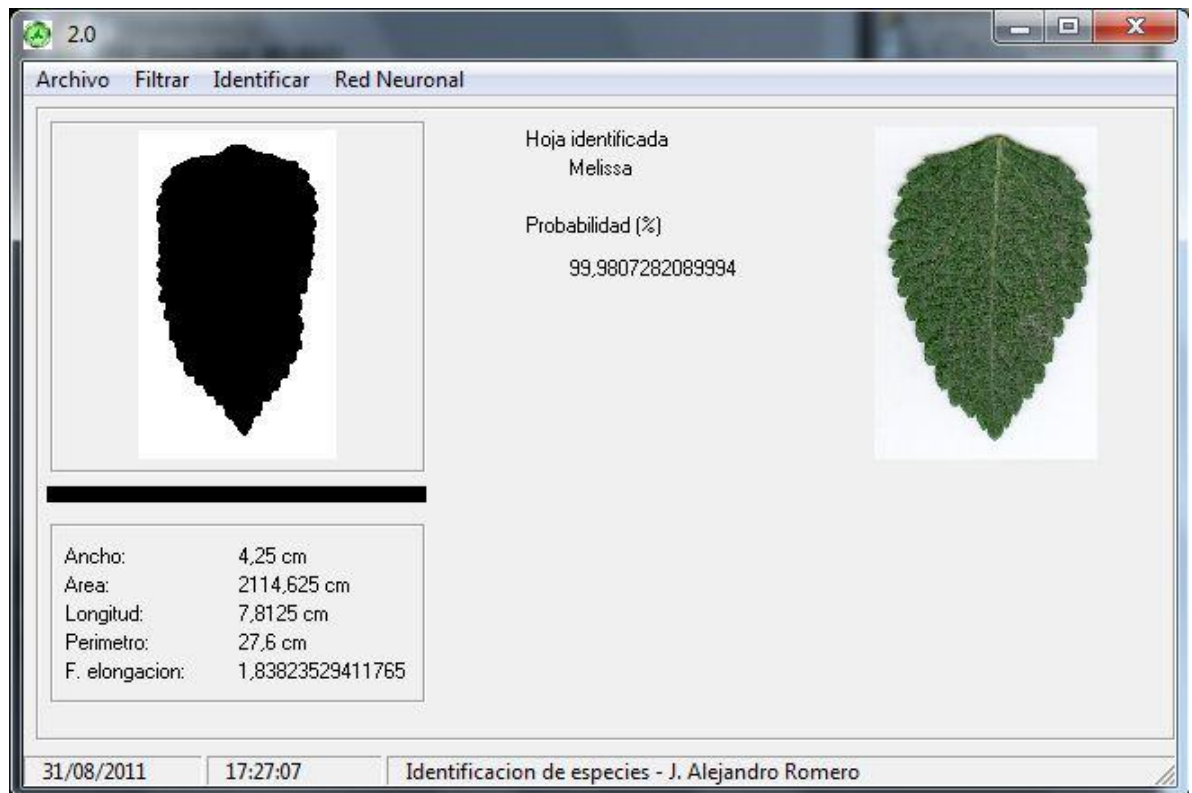 2.0
Archivo Filtrar Identificar Red Neuronal
Hoja identificada
Melissa
Probabilidad (%)
99,9807282089994
Ancho: 4,25 cm
Area: 2114,625 cm
Longitud: 7,8125 cm
Perimetro: 27,6 cm
F. elongacion: 1,83823529411765
31/08/2011 17:27:07 Identificacion de especies - J. Alejandro Romero